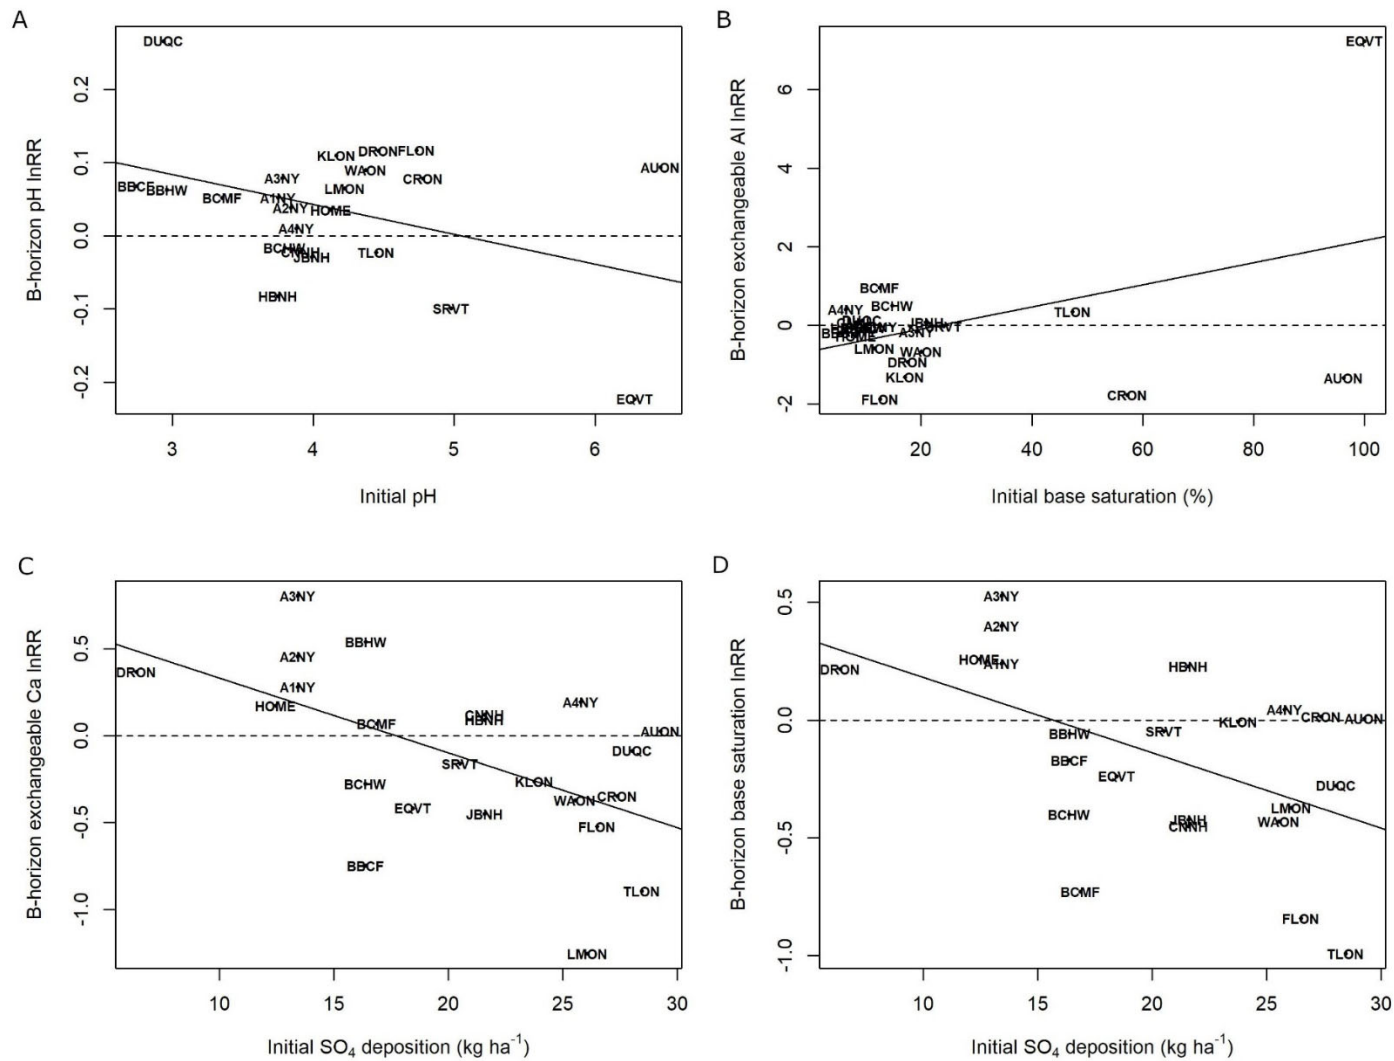 A
B-horizon pH lnRR
0.2
0.1
0.0
-0.1
-0.2
DUQC
BBCF
BBHW
BCMF
A3NY
A1NY
A2NY
A4NY
BCHW
CNNH
JBNH
HBNH
KLON
DRON
FLON
WAON
CRON
LMON
HOME
TLON
SRVT
AUON
EQVT
3
4
5
6
Initial pH
B
B-horizon exchangeable Al lnRR
6
4
2
0
-2
EQVT
BCMF
BCHW
A4NY
DUQC
JBNH
SRVT
TLON
A3NY
HOME
LMON
WAON
DRON
KLON
FLON
CRON
AUON
20
40
60
80
100
Initial base saturation (%)
C
B-horizon exchangeable Ca lnRR
0.5
0.0
-0.5
-1.0
A3NY
BBHW
A2NY
DRON
A1NY
HOME
A4NY
CNNH
HBNH
BCMF
AUON
DUQC
SRVT
BCHW
KLON
CRON
WAON
EQVT
JBNH
FLON
BBCF
TLON
LMON
10
15
20
25
30
Initial SO4 deposition (kg ha-1)
D
B-horizon base saturation lnRR
0.5
0.0
-0.5
-1.0
A3NY
A2NY
HOME
A1NY
DRON
HBNH
A4NY
CRON
AUON
KLON
SRVT
BBHW
BBCF
EQVT
DUQC
LMON
BCHW
JBNH
CNNH
WAON
BCMF
FLON
TLON
10
15
20
25
30
Initial SO4 deposition (kg ha-1)